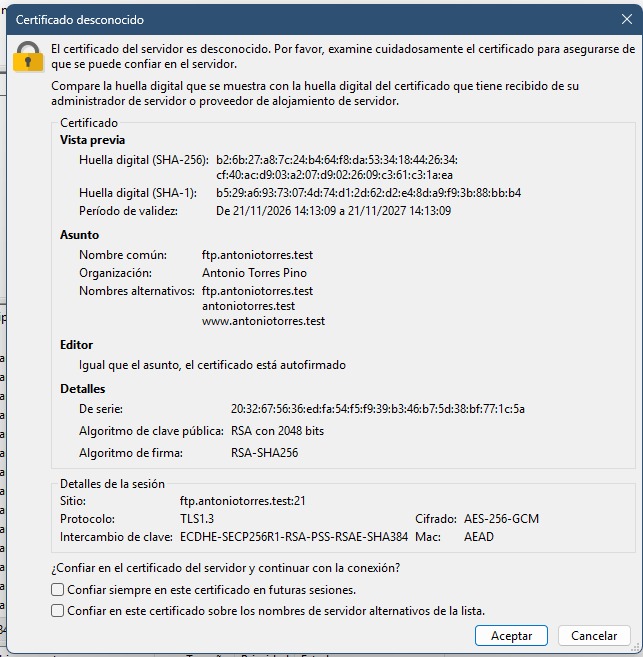 Certificado desconocido
El certificado del servidor es desconocido. Por favor, examine cuidadosamente el certificado para asegurarse de
que se puede confiar en el servidor.
Compare la huella digital que se muestra con la huella digital del certificado que tiene recibido de su
administrador de servidor o proveedor de alojamiento de servidor.
Certificado
Vista previa
Huella digital (SHA-256): b2:6b:27:a8:7c:24:b4:64:f8:da:53:34:18:44:26:34:
cf:40:ac:d9:03:a2:07:d9:02:26:09:c3:61:c3:1a:ea
Huella digital (SHA-1): b5:29:a6:93:73:07:4d:74:d1:2d:62:d2:e4:8d:a9:f9:3b:88:bb:b4
Período de validez: De 21/11/2026 14:13:09 a 21/11/2027 14:13:09
Asunto
Nombre común: ftp.antoniotorres.test
Organización: Antonio Torres Pino
Nombres alternativos: ftp.antoniotorres.test
antoniotorres.test
www.antoniotorres.test
Editor
Igual que el asunto, el certificado está autofirmado
Detalles
De serie: 20:32:67:56:36:ed:fa:54:f5:f9:39:b3:46:b7:5d:38:bf:77:1c:5a
Algoritmo de clave pública: RSA con 2048 bits
Algoritmo de firma: RSA-SHA256
Detalles de la sesión
Sitio: ftp.antoniotorres.test:21
Protocolo: TLS1.3 Cifrado: AES-256-GCM
Intercambio de clave: ECDHE-SECP256R1-RSA-PSS-RSAE-SHA384 Mac: AEAD
¿Confiar en el certificado del servidor y continuar con la conexión?
Confiar siempre en este certificado en futuras sesiones.
Confiar en este certificado sobre los nombres de servidor alternativos de la lista.
Aceptar Cancelar